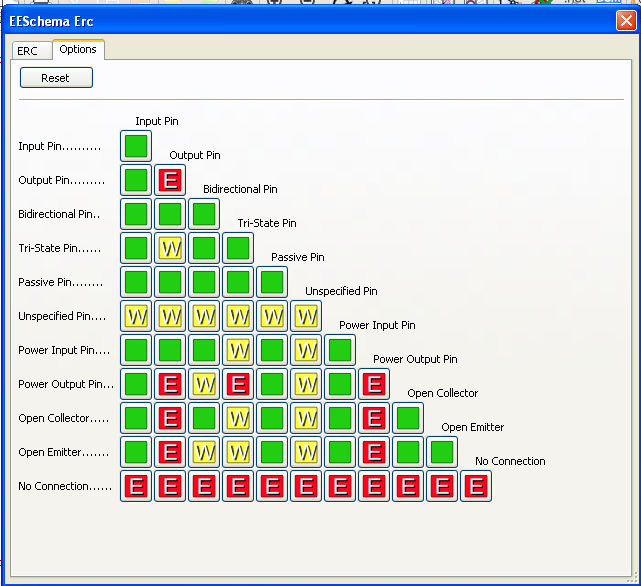 EESchema Erc
ERC Options
Reset
Input Pin
Input Pin..........
Output Pin
Output Pin......... E
Bidirectional Pin
Bidirectional Pin..
Tri-State Pin
Tri-State Pin...... W
Passive Pin
Passive Pin........
Unspecified Pin
Unspecified Pin.... W W W W W W
Power Input Pin
Power Input Pin.... W W
Power Output Pin
Power Output Pin... E W E W E
Open Collector
Open Collector..... E W W E
Open Emitter
Open Emitter....... E W W W E
No Connection
No Connection...... E E E E E E E E E E E